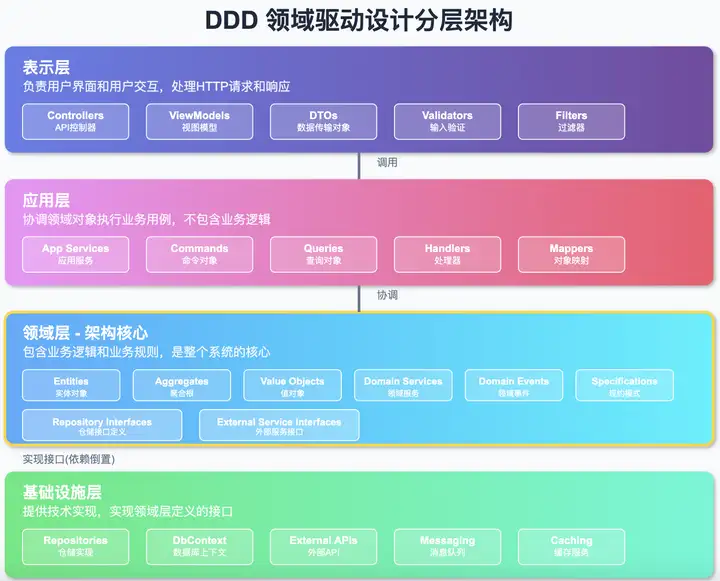 DDD 领域驱动设计分层架构
表示层
负责用户界面和用户交互，处理HTTP请求和响应
Controllers
API控制器
ViewModels
视图模型
DTOs
数据传输对象
Validators
输入验证
Filters
过滤器
调用
应用层
协调领域对象执行业务用例，不包含业务逻辑
App Services
应用服务
Commands
命令对象
Queries
查询对象
Handlers
处理器
Mappers
对象映射
协调
领域层 - 架构核心
包含业务逻辑和业务规则，是整个系统的核心
Entities
实体对象
Aggregates
聚合根
Value Objects
值对象
Domain Services
领域服务
Domain Events
领域事件
Specifications
规约模式
Repository Interfaces
仓储接口定义
External Service Interfaces
外部服务接口
实现接口(依赖倒置)
基础设施层
提供技术实现，实现领域层定义的接口
Repositories
仓储实现
DbContext
数据库上下文
External APIs
外部API
Messaging
消息队列
Caching
缓存服务